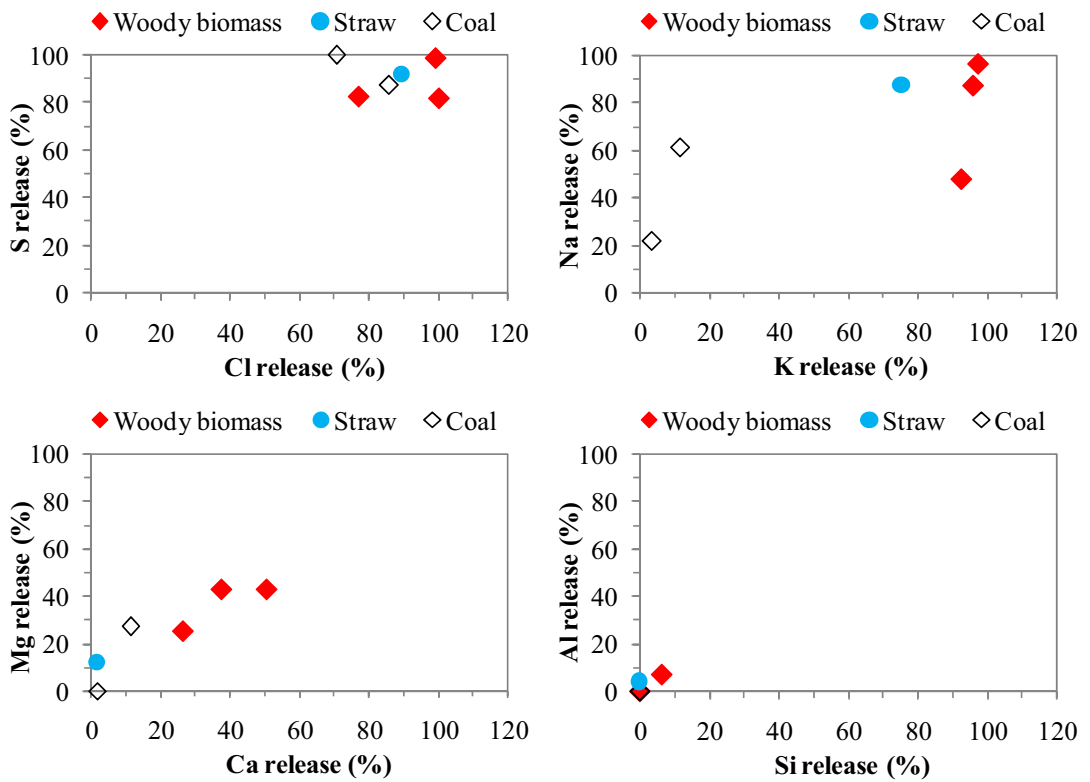 Woody biomass Straw Coal
100
80
60
40
20
0
S release (%)
0 20 40 60 80 100 120
Cl release (%)
Woody biomass Straw Coal
100
80
60
40
20
0
Na release (%)
0 20 40 60 80 100 120
K release (%)
Woody biomass Straw Coal
100
80
60
40
20
0
Mg release (%)
0 20 40 60 80 100 120
Ca release (%)
Woody biomass Straw Coal
100
80
60
40
20
0
Al release (%)
0 20 40 60 80 100 120
Si release (%)